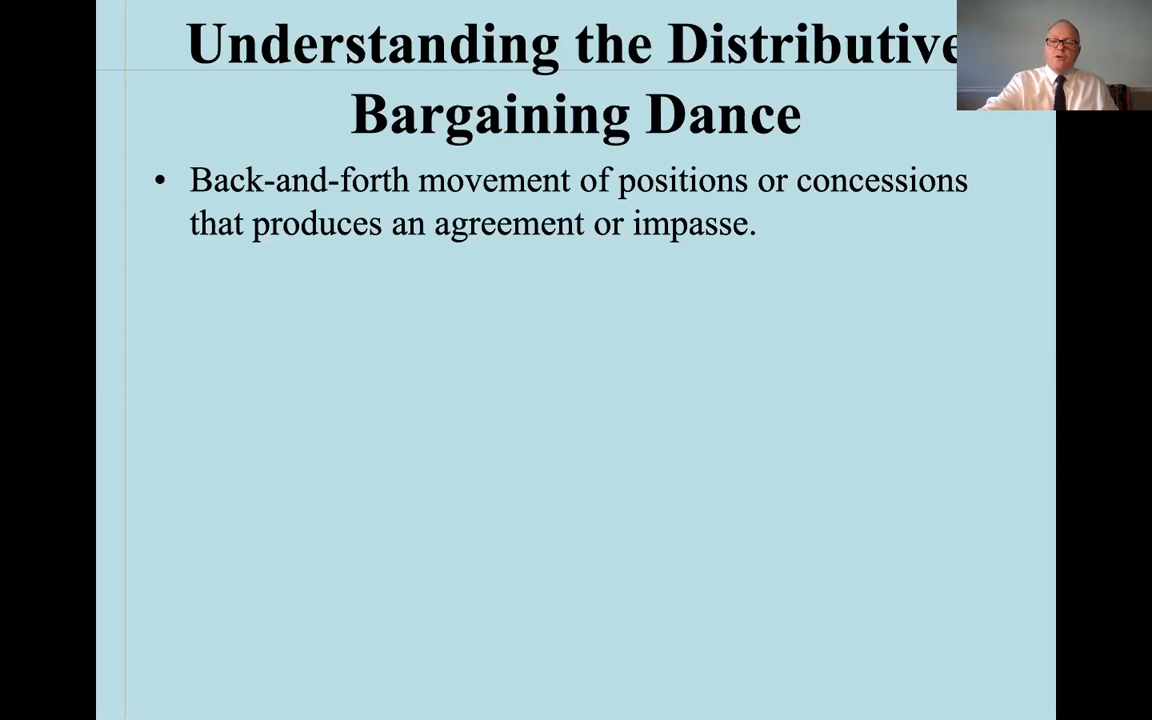 Understanding the Distributive
Bargaining Dance
• Back-and-forth movement of positions or concessions
that produces an agreement or impasse.